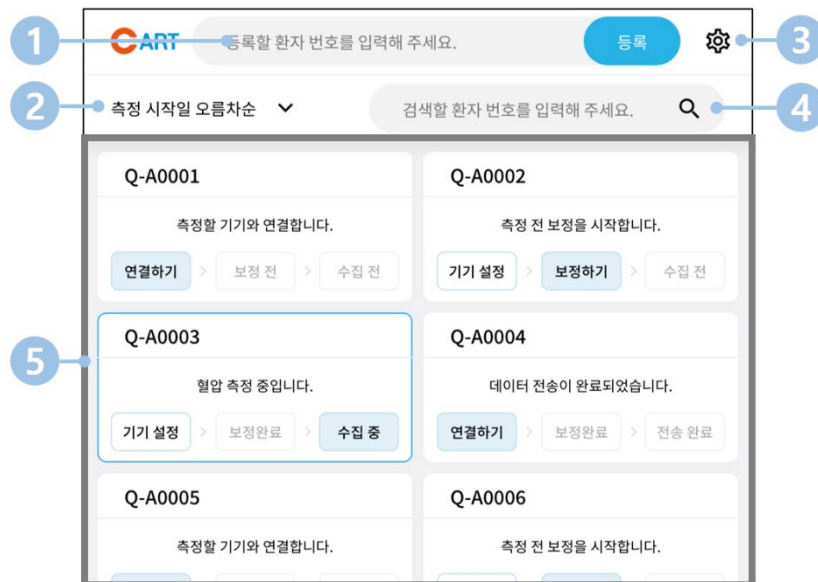 1
CART
등록할 환자 번호를 입력해 주세요.
등록
3
2
측정 시작일 오름차순
검색할 환자 번호를 입력해 주세요.
4
5
Q-A0001
측정할 기기와 연결합니다.
연결하기 > 보정 전 > 수집 전
Q-A0002
측정 전 보정을 시작합니다.
기기 설정 > 보정하기 > 수집 전
Q-A0003
혈압 측정 중입니다.
기기 설정 > 보정완료 > 수집 중
Q-A0004
데이터 전송이 완료되었습니다.
연결하기 > 보정완료 > 전송 완료
Q-A0005
측정할 기기와 연결합니다.
Q-A0006
측정 전 보정을 시작합니다.